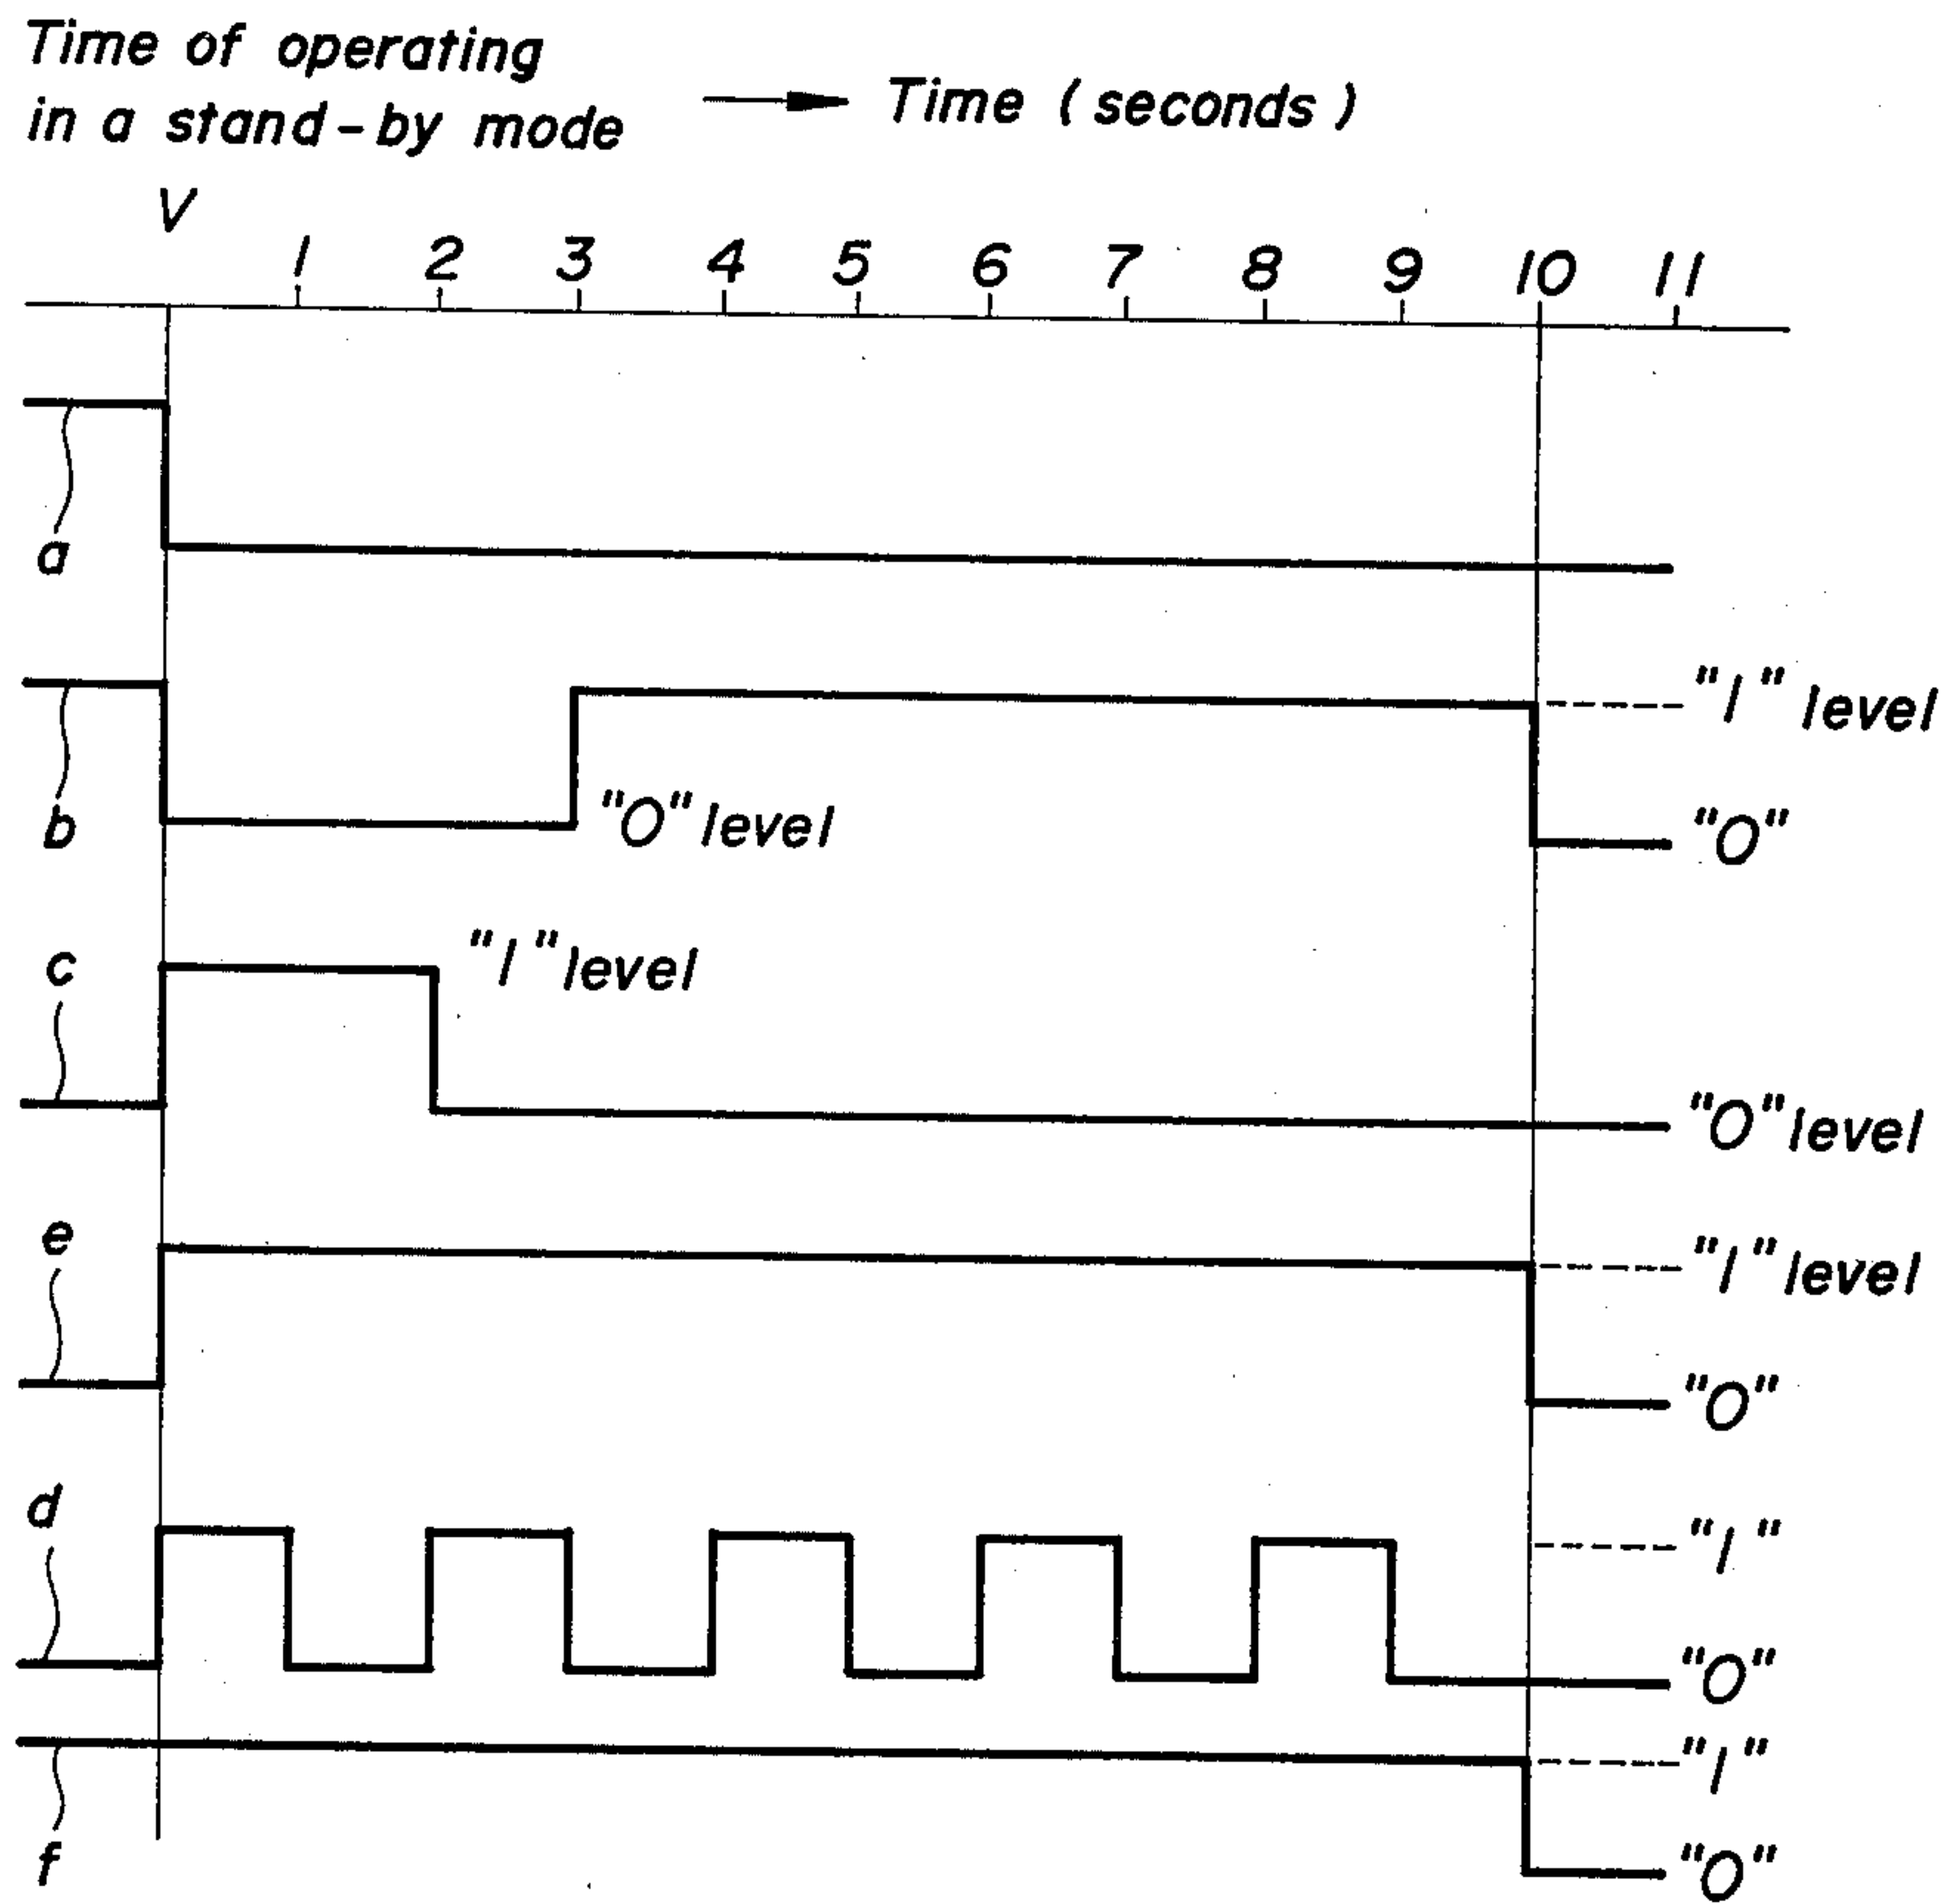 Time of operating
in a stand-by mode → Time (seconds)
V
1 2 3 4 5 6 7 8 9 10 11
a
"1" level
b "0" level "0"
c "1" level
"0" level
e "1" level
"0"
d "1"
"0"
"1"
f "0"